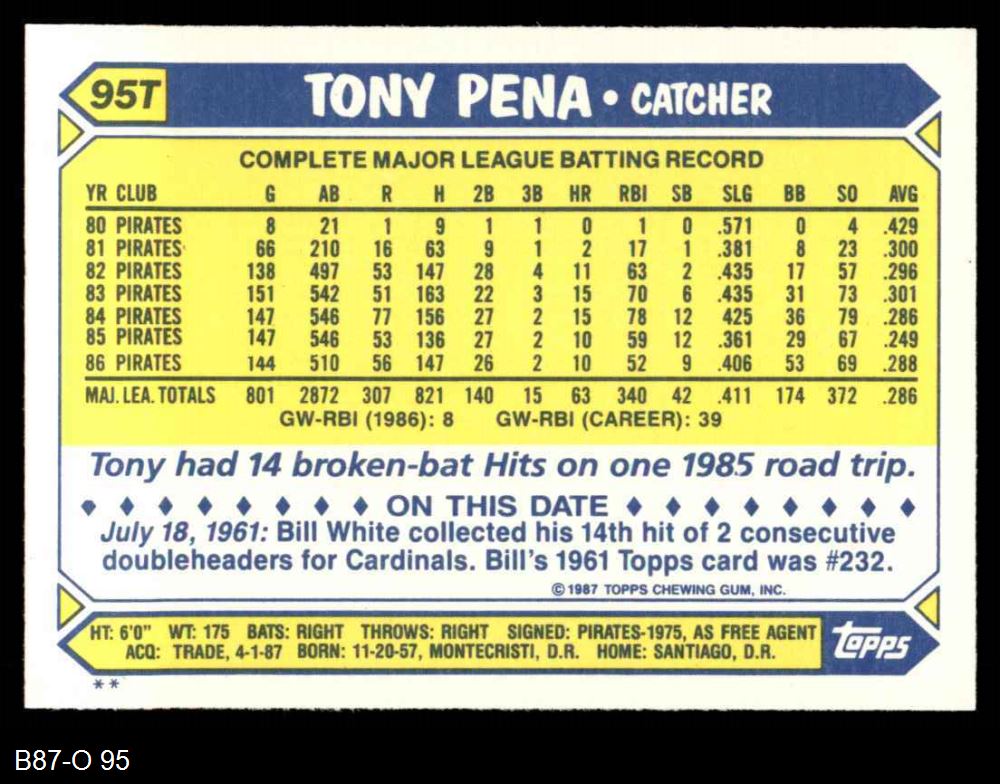 95T
TONY PENA • CATCHER
COMPLETE MAJOR LEAGUE BATTING RECORD
YR CLUB G AB R H 2B 3B HR RBI SB SLG BB SO AVG
80 PIRATES 8 21 1 9 1 1 0 1 0 .571 0 4 .429
81 PIRATES 66 210 16 63 9 1 2 17 1 .381 8 23 .300
82 PIRATES 138 497 53 147 28 4 11 63 2 .435 17 57 .296
83 PIRATES 151 542 51 163 22 3 15 70 6 .435 31 73 .301
84 PIRATES 147 546 77 156 27 2 15 78 12 425 36 79 .286
85 PIRATES 147 546 53 136 27 2 10 59 12 .361 29 67 .249
86 PIRATES 144 510 56 147 26 2 10 52 9 .406 53 69 .288
MAJ. LEA. TOTALS 801 2872 307 821 140 15 63 340 42 .411 174 372 .286
GW-RBI (1986): 8 GW-RBI (CAREER): 39
Tony had 14 broken-bat Hits on one 1985 road trip.
ON THIS DATE
July 18, 1961: Bill White collected his 14th hit of 2 consecutive
doubleheaders for Cardinals. Bill's 1961 Topps card was #232.
© 1987 TOPPS CHEWING GUM, INC.
HT: 6'0" WT: 175 BATS: RIGHT THROWS: RIGHT SIGNED: PIRATES-1975, AS FREE AGENT
ACQ: TRADE, 4-1-87 BORN: 11-20-57, MONTECRISTI, D.R. HOME: SANTIAGO, D.R.
topps
**
B87-O 95